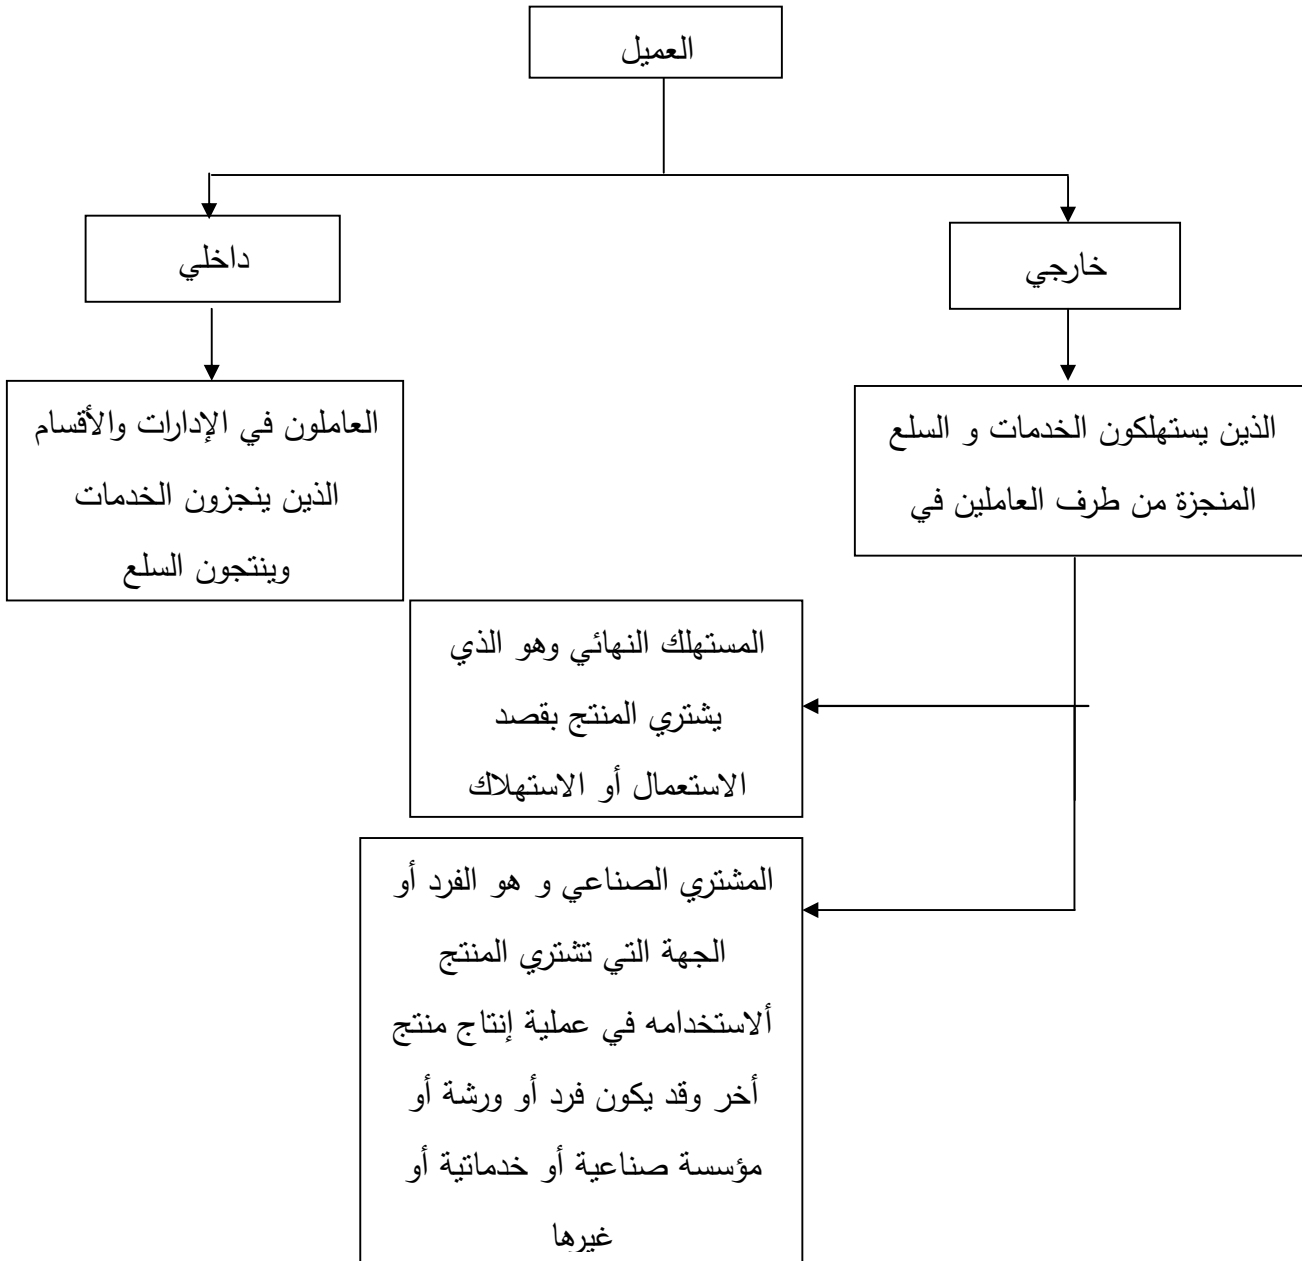 العميل
خارجي
داخلي
الذين يستهلكون الخدمات و السلع
المنجزة من طرف العاملين في
العاملون في الإدارات والأقسام
الذين ينجزون الخدمات
وينتجون السلع
المستهلك النهائي وهو الذي
يشتري المنتج بقصد
الاستعمال أو الاستهلاك
المشتري الصناعي و هو الفرد أو
الجهة التي تشتري المنتج
ألاستخدامه في عملية إنتاج منتج
أخر وقد يكون فرد أو ورشة أو
مؤسسة صناعية أو خدماتية أو
غيرها